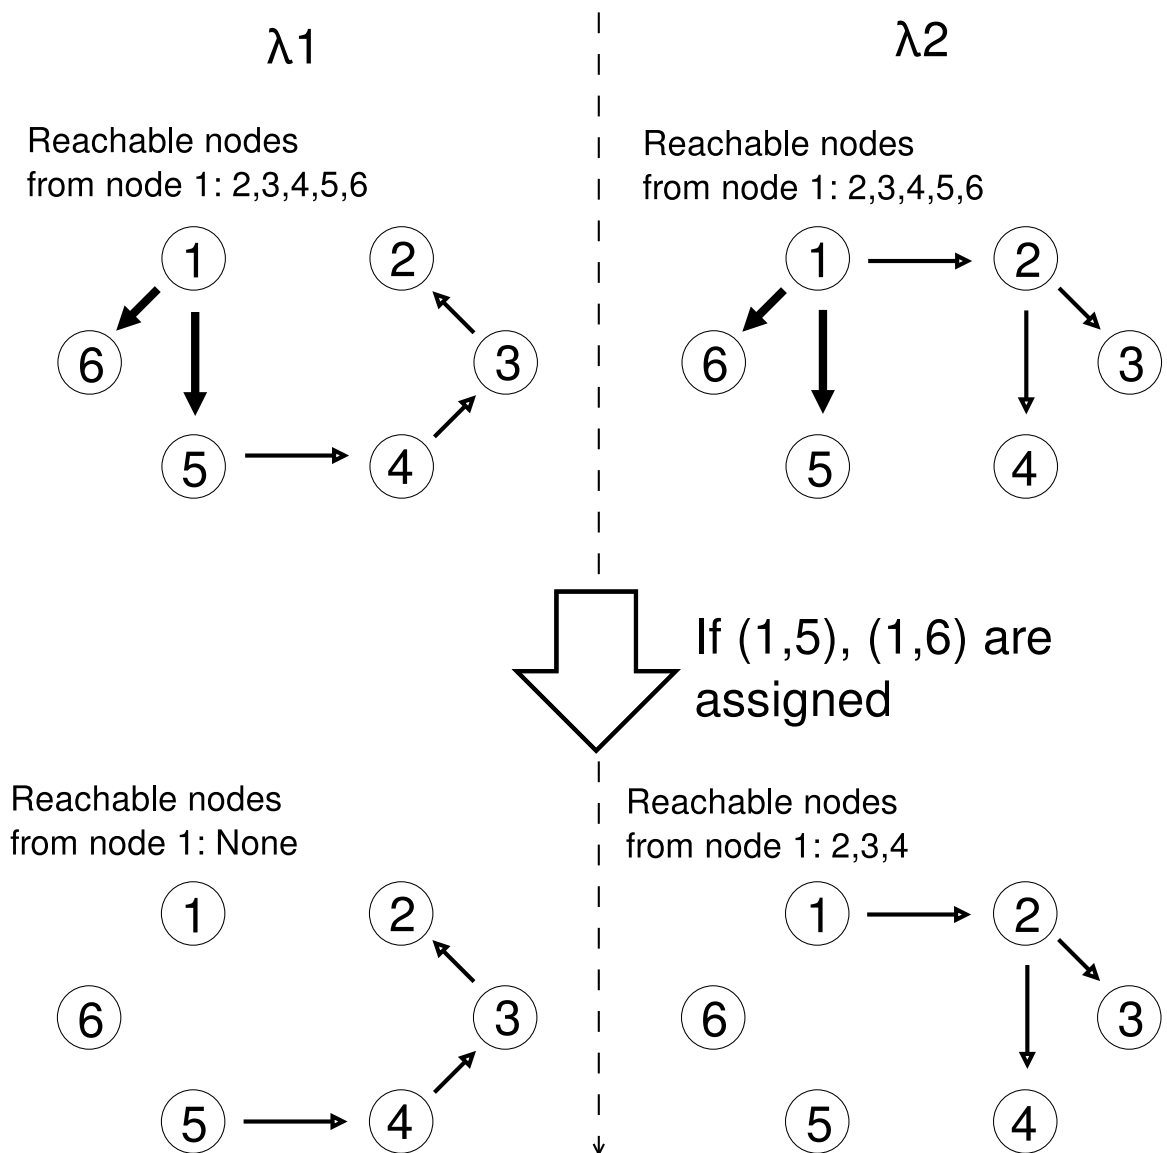 λ1
λ2
Reachable nodes
from node 1: 2,3,4,5,6
Reachable nodes
from node 1: 2,3,4,5,6
1
2
6
3
5
4
1
2
6
3
5
4
If (1,5), (1,6) are
assigned
Reachable nodes
from node 1: None
Reachable nodes
from node 1: 2,3,4
1
2
6
3
5
4
1
2
6
3
5
4